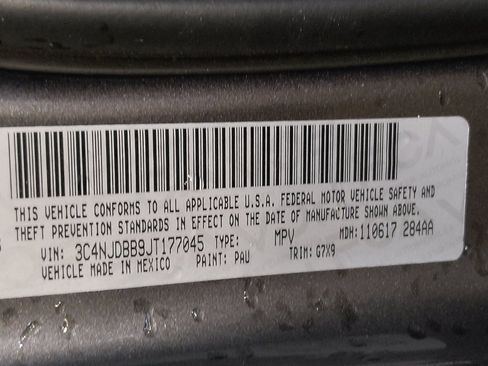 THIS VEHICLE CONFORMS TO ALL APPLICABLE U.S.A. FEDERAL MOTOR VEHICLE SAFETY AND
THEFT PREVENTION STANDARDS IN EFFECT ON THE DATE OF MANUFACTURE SHOWN ABOVE.
VIN: 3C4NJDBB9JT177045 TYPE: MPV MDH: 110617 284AA
VEHICLE MADE IN MEXICO PAINT: PAU TRIM: G7X9